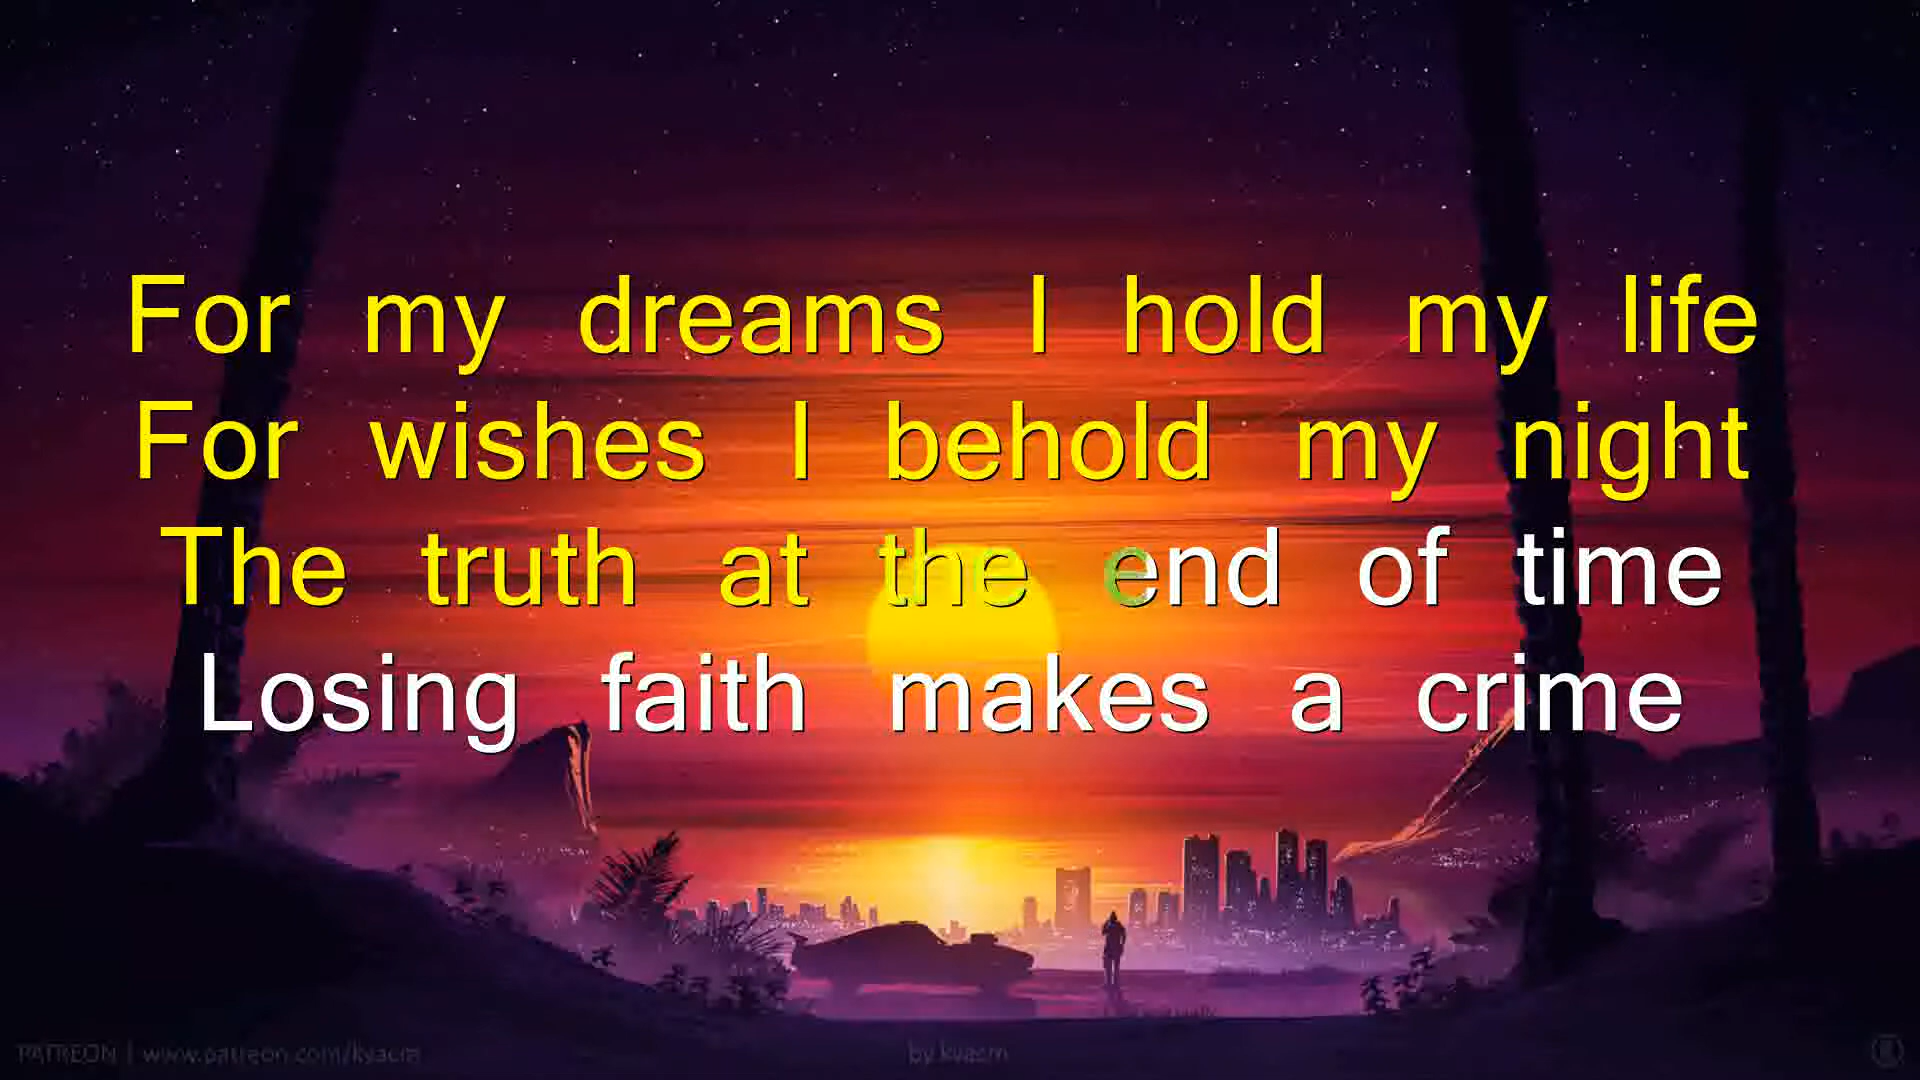 For my dreams I hold my life
For wishes I behold my night
The truth at the end of time
Losing faith makes a crime
PATREON | www.patreon.com/kvacm
by kvacm